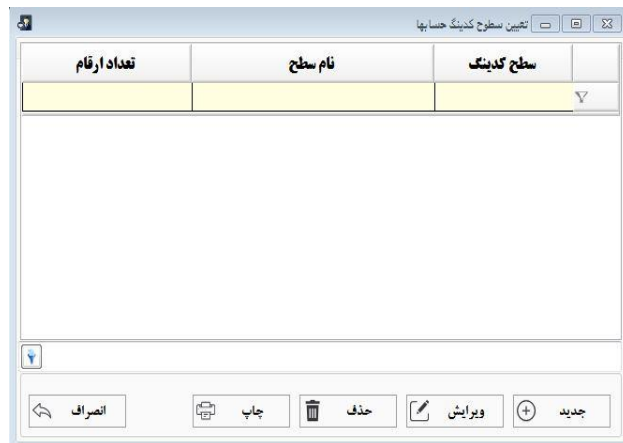 تعیین سطوح کدینگ حسابها
سطح کدینگ نام سطح تعداد ارقام
جدید ویرایش حذف چاپ انصراف